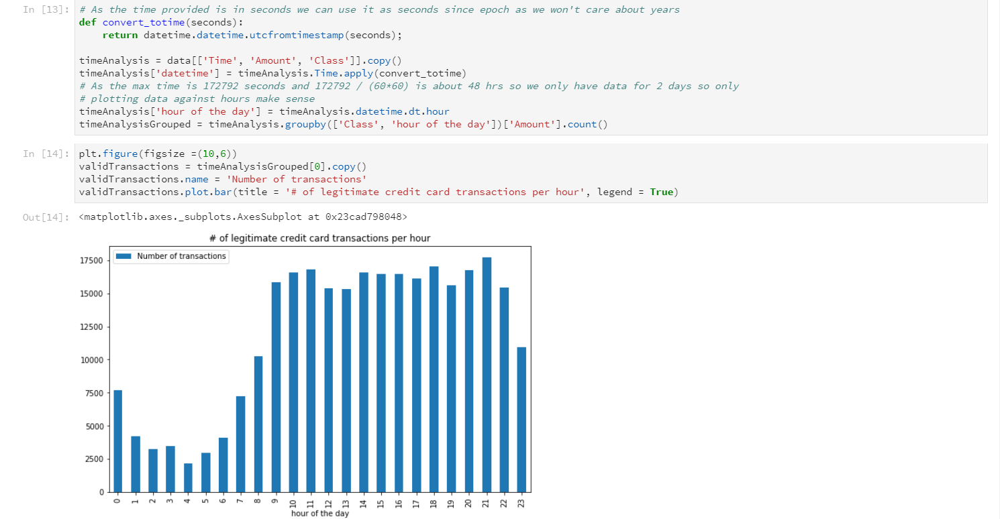 In [13]: # As the time provided is in seconds we can use it as seconds since epoch as we won't care about years
def convert_totime(seconds):
    return datetime.datetime.utcfromtimestamp(seconds);
timeAnalysis = data[['Time', 'Amount', 'Class']].copy()
timeAnalysis['datetime'] = timeAnalysis.Time.apply(convert_totime)
# As the max time is 172792 seconds and 172792 / (60*60) is about 48 hrs so we only have data for 2 days so only
# plotting data against hours make sense
timeAnalysis['hour of the day'] = timeAnalysis.datetime.dt.hour
timeAnalysisGrouped = timeAnalysis.groupby(['Class', 'hour of the day'])['Amount'].count()
In [14]: plt.figure(figsize =(10,6))
validTransactions = timeAnalysisGrouped[0].copy()
validTransactions.name = 'Number of transactions'
validTransactions.plot.bar(title = '# of legitimate credit card transactions per hour', legend = True)
Out[14]: <matplotlib.axes._subplots.AxesSubplot at 0x23cad798048>
# of legitimate credit card transactions per hour
Number of transactions
17500
15000
12500
10000
7500
5000
2500
0
0 1 2 3 4 5 6 7 8 9 10 11 12 13 14 15 16 17 18 19 20 21 22 23
hour of the day